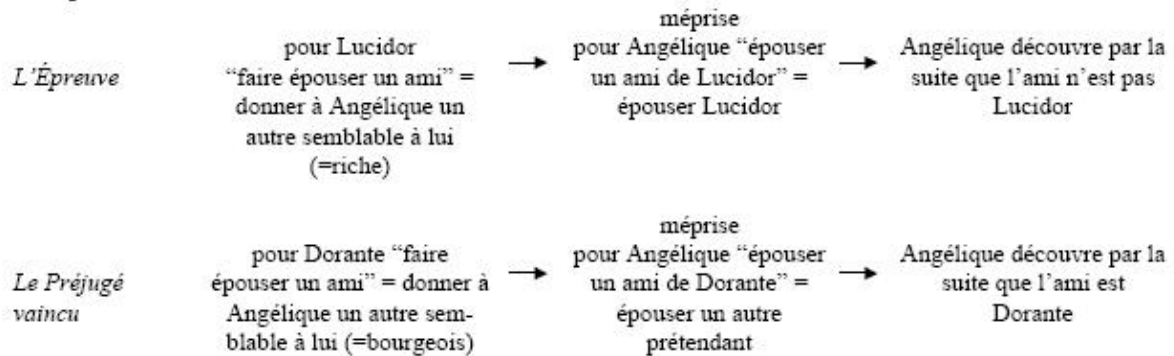 L'Épreuve
pour Lucidor
“faire épouser un ami” =
donner à Angélique un
autre semblable à lui
(=riche)
→
méprise
pour Angélique “épouser
un ami de Lucidor” =
épouser Lucidor
→
Angélique découvre par la
suite que l’ami n’est pas
Lucidor
Le Préjugé
vaincu
pour Dorante “faire
épouser un ami” = donner à
Angélique un autre sem-
blable à lui (=bourgeois)
→
méprise
pour Angélique “épouser
un ami de Dorante” =
épouser un autre
prétendant
→
Angélique découvre par la
suite que l’ami est
Dorante